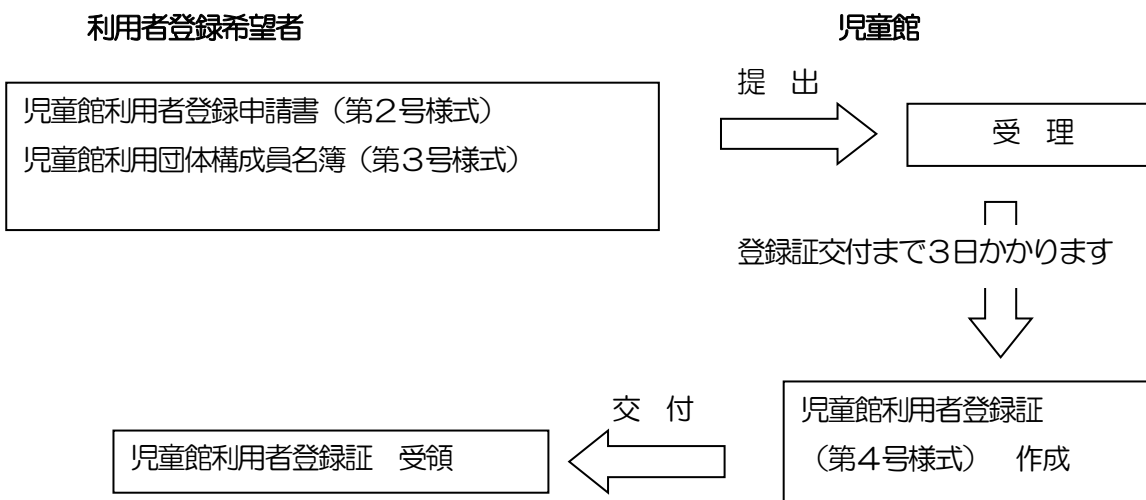 利用者登録希望者
児童館
児童館利用者登録申請書（第２号様式）
児童館利用団体構成員名簿（第３号様式）
提　出
受　理
登録証交付まで３日かかります
児童館利用者登録証
（第４号様式）　作成
交　付
児童館利用者登録証　受領